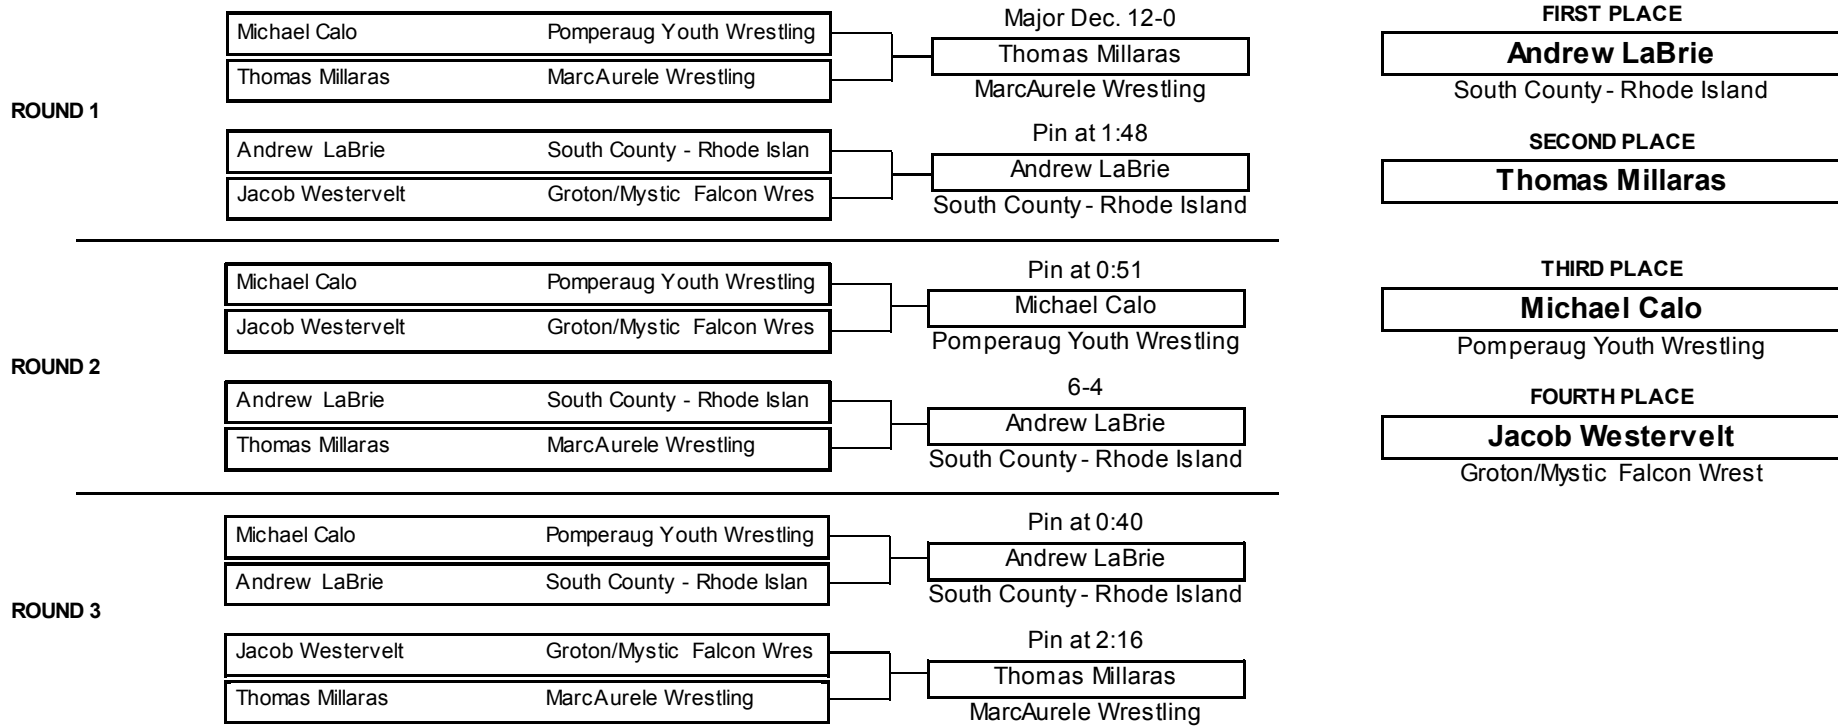 Major Dec. 12-0
Michael Calo Pomperaug Youth Wrestling
Thomas Millaras
Thomas Millaras MarcAurele Wrestling
MarcAurele Wrestling
ROUND 1
Pin at 1:48
Andrew LaBrie South County - Rhode Islan
Andrew LaBrie
Jacob Westervelt Groton/Mystic Falcon Wres
South County - Rhode Island
Pin at 0:51
Michael Calo Pomperaug Youth Wrestling
Michael Calo
Jacob Westervelt Groton/Mystic Falcon Wres
Pomperaug Youth Wrestling
ROUND 2
6-4
Andrew LaBrie South County - Rhode Islan
Andrew LaBrie
Thomas Millaras MarcAurele Wrestling
South County - Rhode Island
Pin at 0:40
Michael Calo Pomperaug Youth Wrestling
Andrew LaBrie
Andrew LaBrie South County - Rhode Islan
South County - Rhode Island
ROUND 3
Pin at 2:16
Jacob Westervelt Groton/Mystic Falcon Wres
Thomas Millaras
Thomas Millaras MarcAurele Wrestling
MarcAurele Wrestling
FIRST PLACE
Andrew LaBrie
South County - Rhode Island
SECOND PLACE
Thomas Millaras
THIRD PLACE
Michael Calo
Pomperaug Youth Wrestling
FOURTH PLACE
Jacob Westervelt
Groton/Mystic Falcon Wrest